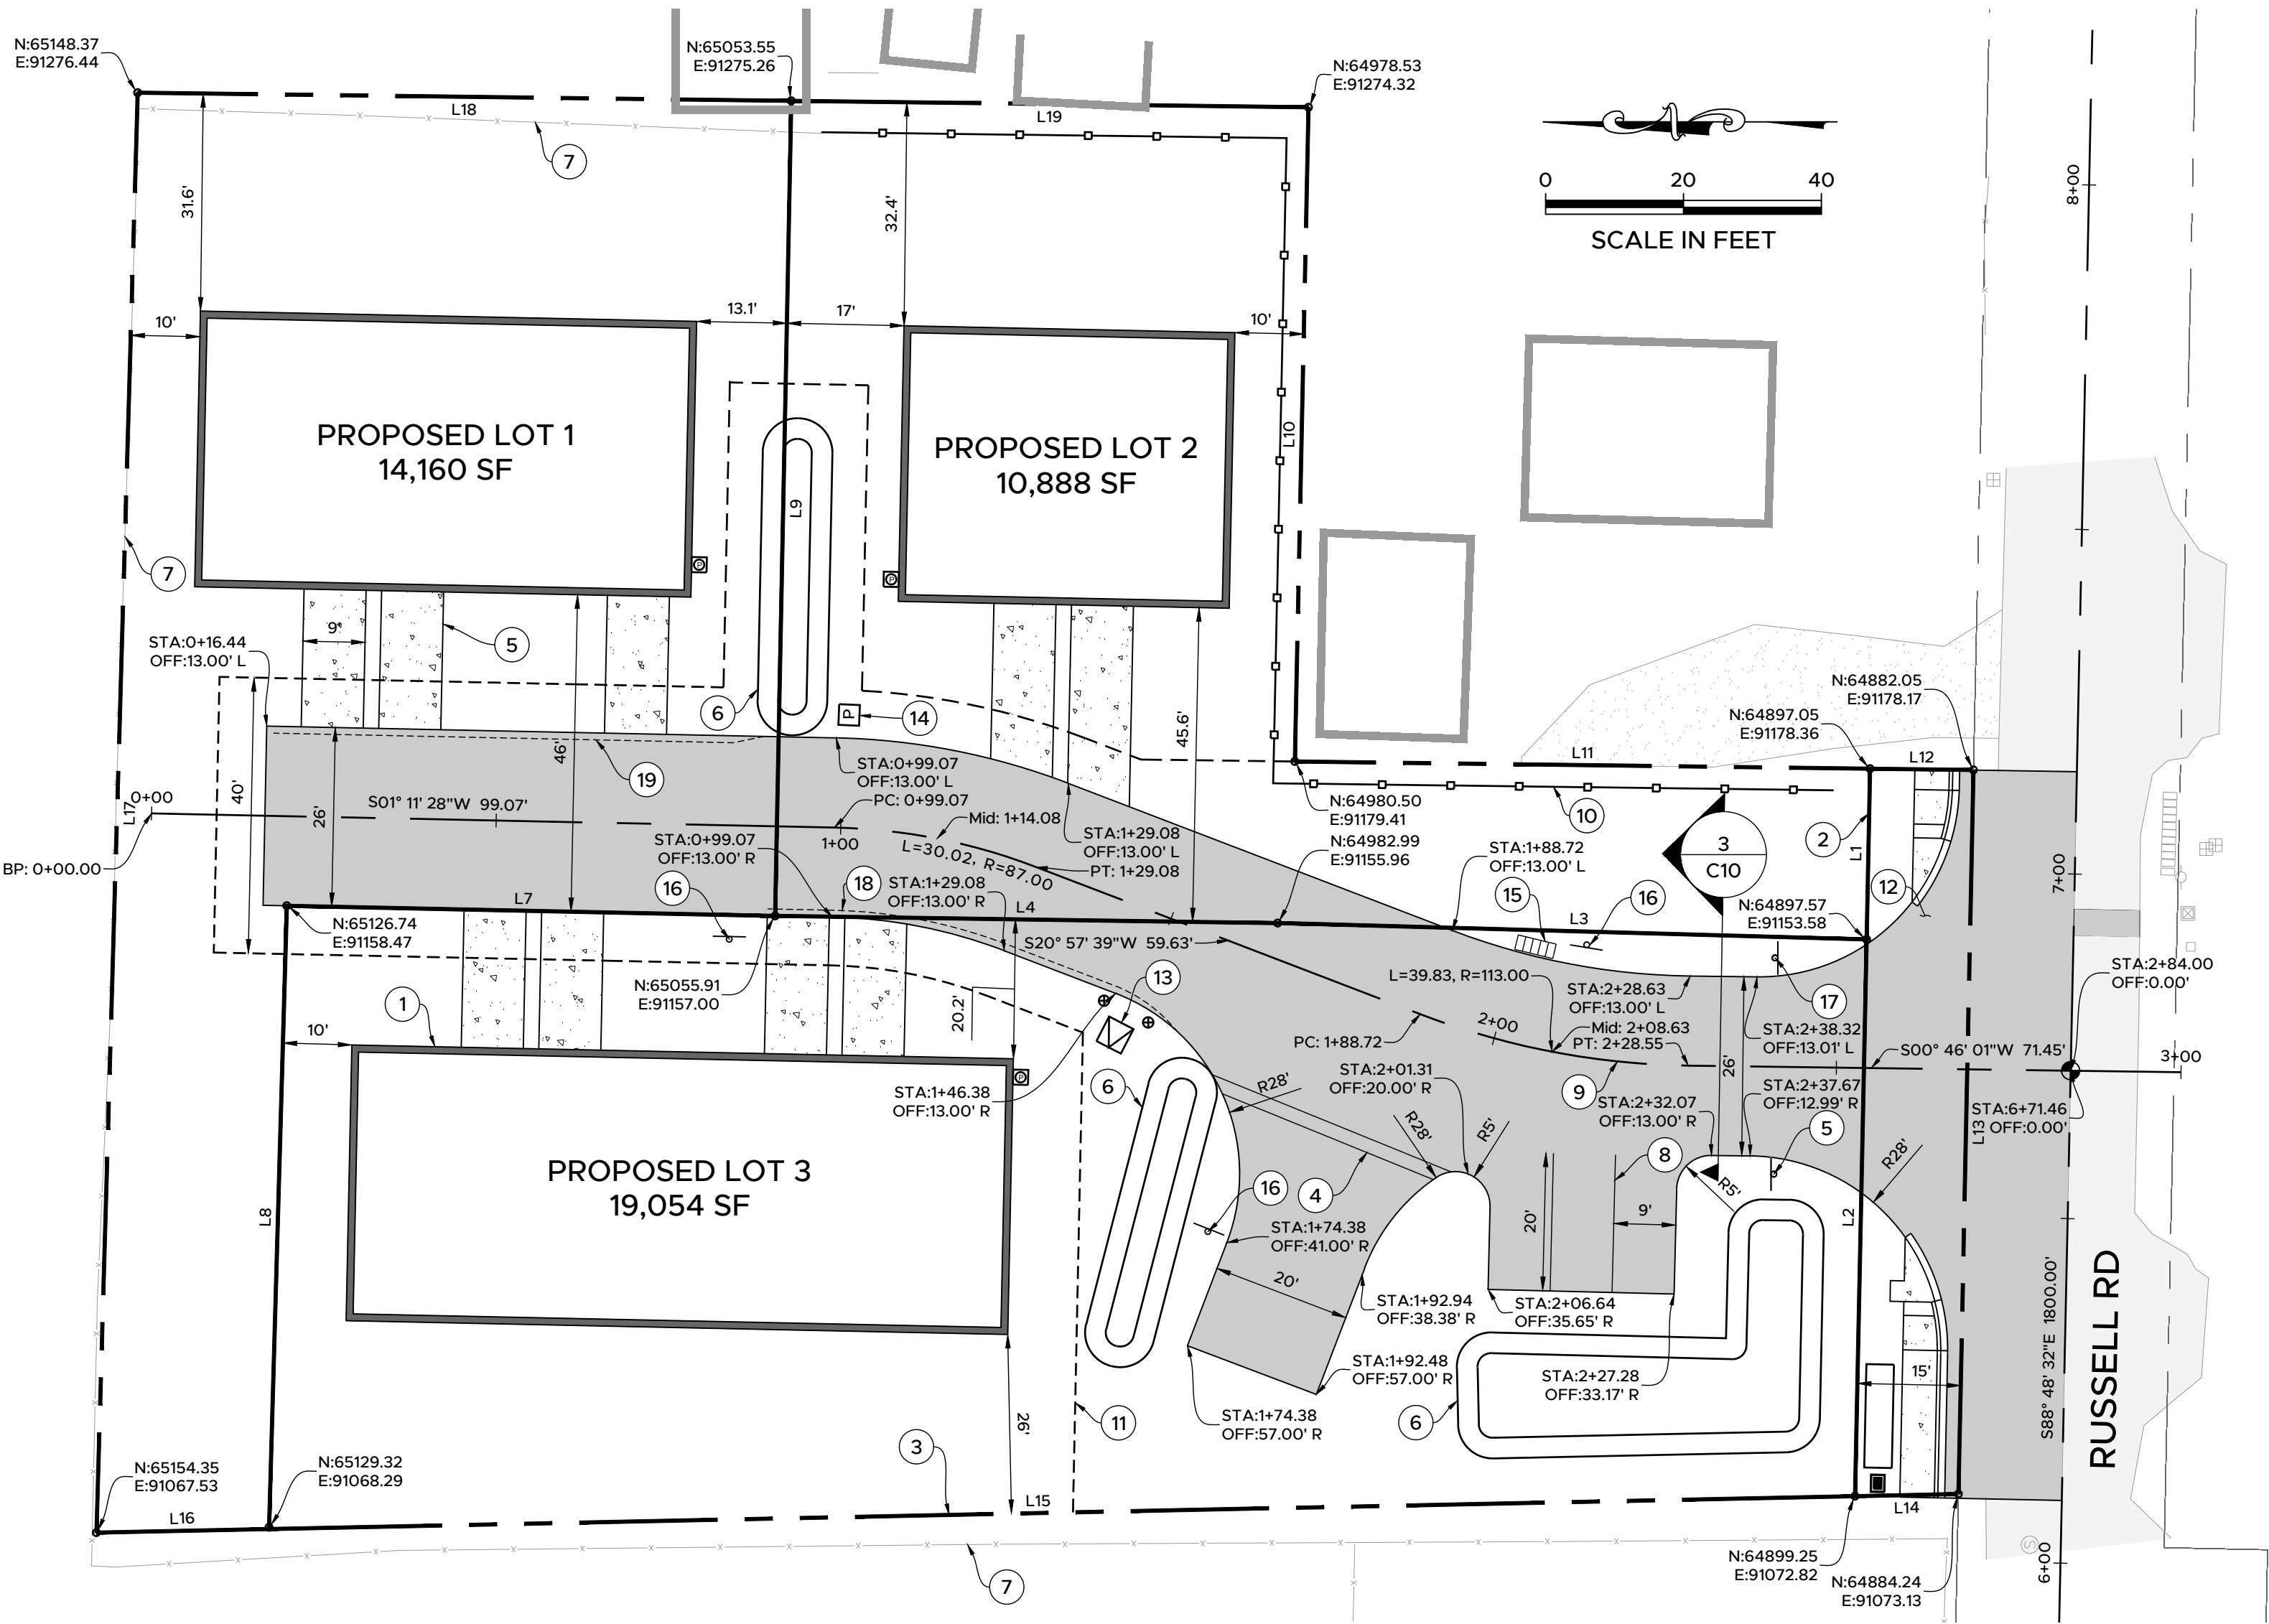 N:65148.37
E:91276.44
N:65053.55
E:91275.26
N:64978.53
E:91274.32
L18
L19
7
N
0 20 40
SCALE IN FEET
8+00
31.6'
32.4'
10'
13.1'
17'
10'
PROPOSED LOT 1
14,160 SF
PROPOSED LOT 2
10,888 SF
L10
L9
7
P
P
9'
5
STA:0+16.44
OFF:13.00' L
6
P
14
45.6'
46'
40'
26'
19
L17
0+00
S01° 11' 28"W 99.07'
BP: 0+00.00
STA:0+99.07
OFF:13.00' L
PC: 0+99.07
1+00
Mid: 1+14.08
L=30.02, R=87.00
PT: 1+29.08
STA:1+29.08
OFF:13.00' L
STA:0+99.07
OFF:13.00' R
N:64980.50
E:91179.41
N:64982.99
E:91155.96
10
L11
N:64897.05
E:91178.36
N:64882.05
E:91178.17
L12
2
L1
3
C10
12
7+00
STA:1+88.72
OFF:13.00' L
15
16
L3
N:64897.57
E:91153.58
16
18
STA:1+29.08
OFF:13.00' R
L4
L7
N:65126.74
E:91158.47
N:65055.91
E:91157.00
S20° 57' 39"W 59.63'
L=39.83, R=113.00
17
STA:2+28.63
OFF:13.00' L
STA:2+38.32
OFF:13.01' L
STA:2+84.00
OFF:0.00'
13
20.2'
1
10'
2+00
Mid: 2+08.63
PT: 2+28.55
PC: 1+88.72
S00° 46' 01"W 71.45'
3+00
26'
9
STA:2+01.31
OFF:20.00' R
STA:2+37.67
OFF:12.99' R
STA:2+32.07
OFF:13.00' R
STA:6+71.46
OFF:0.00'
L13
P
STA:1+46.38
OFF:13.00' R
6
R28'
R28'
R5'
8
5
R5'
R28'
PROPOSED LOT 3
19,054 SF
L8
16
4
20'
9'
L2
STA:1+74.38
OFF:41.00' R
20'
STA:1+92.94
OFF:38.38' R
STA:2+06.64
OFF:35.65' R
STA:1+92.48
OFF:57.00' R
STA:2+27.28
OFF:33.17' R
6
15'
STA:1+74.38
OFF:57.00' R
11
26'
3
S88° 48' 32"E 1800.00'
RUSSELL RD
N:65154.35
E:91067.53
N:65129.32
E:91068.29
L16
L15
L14
7
N:64899.25
E:91072.82
N:64884.24
E:91073.13
S
6+00